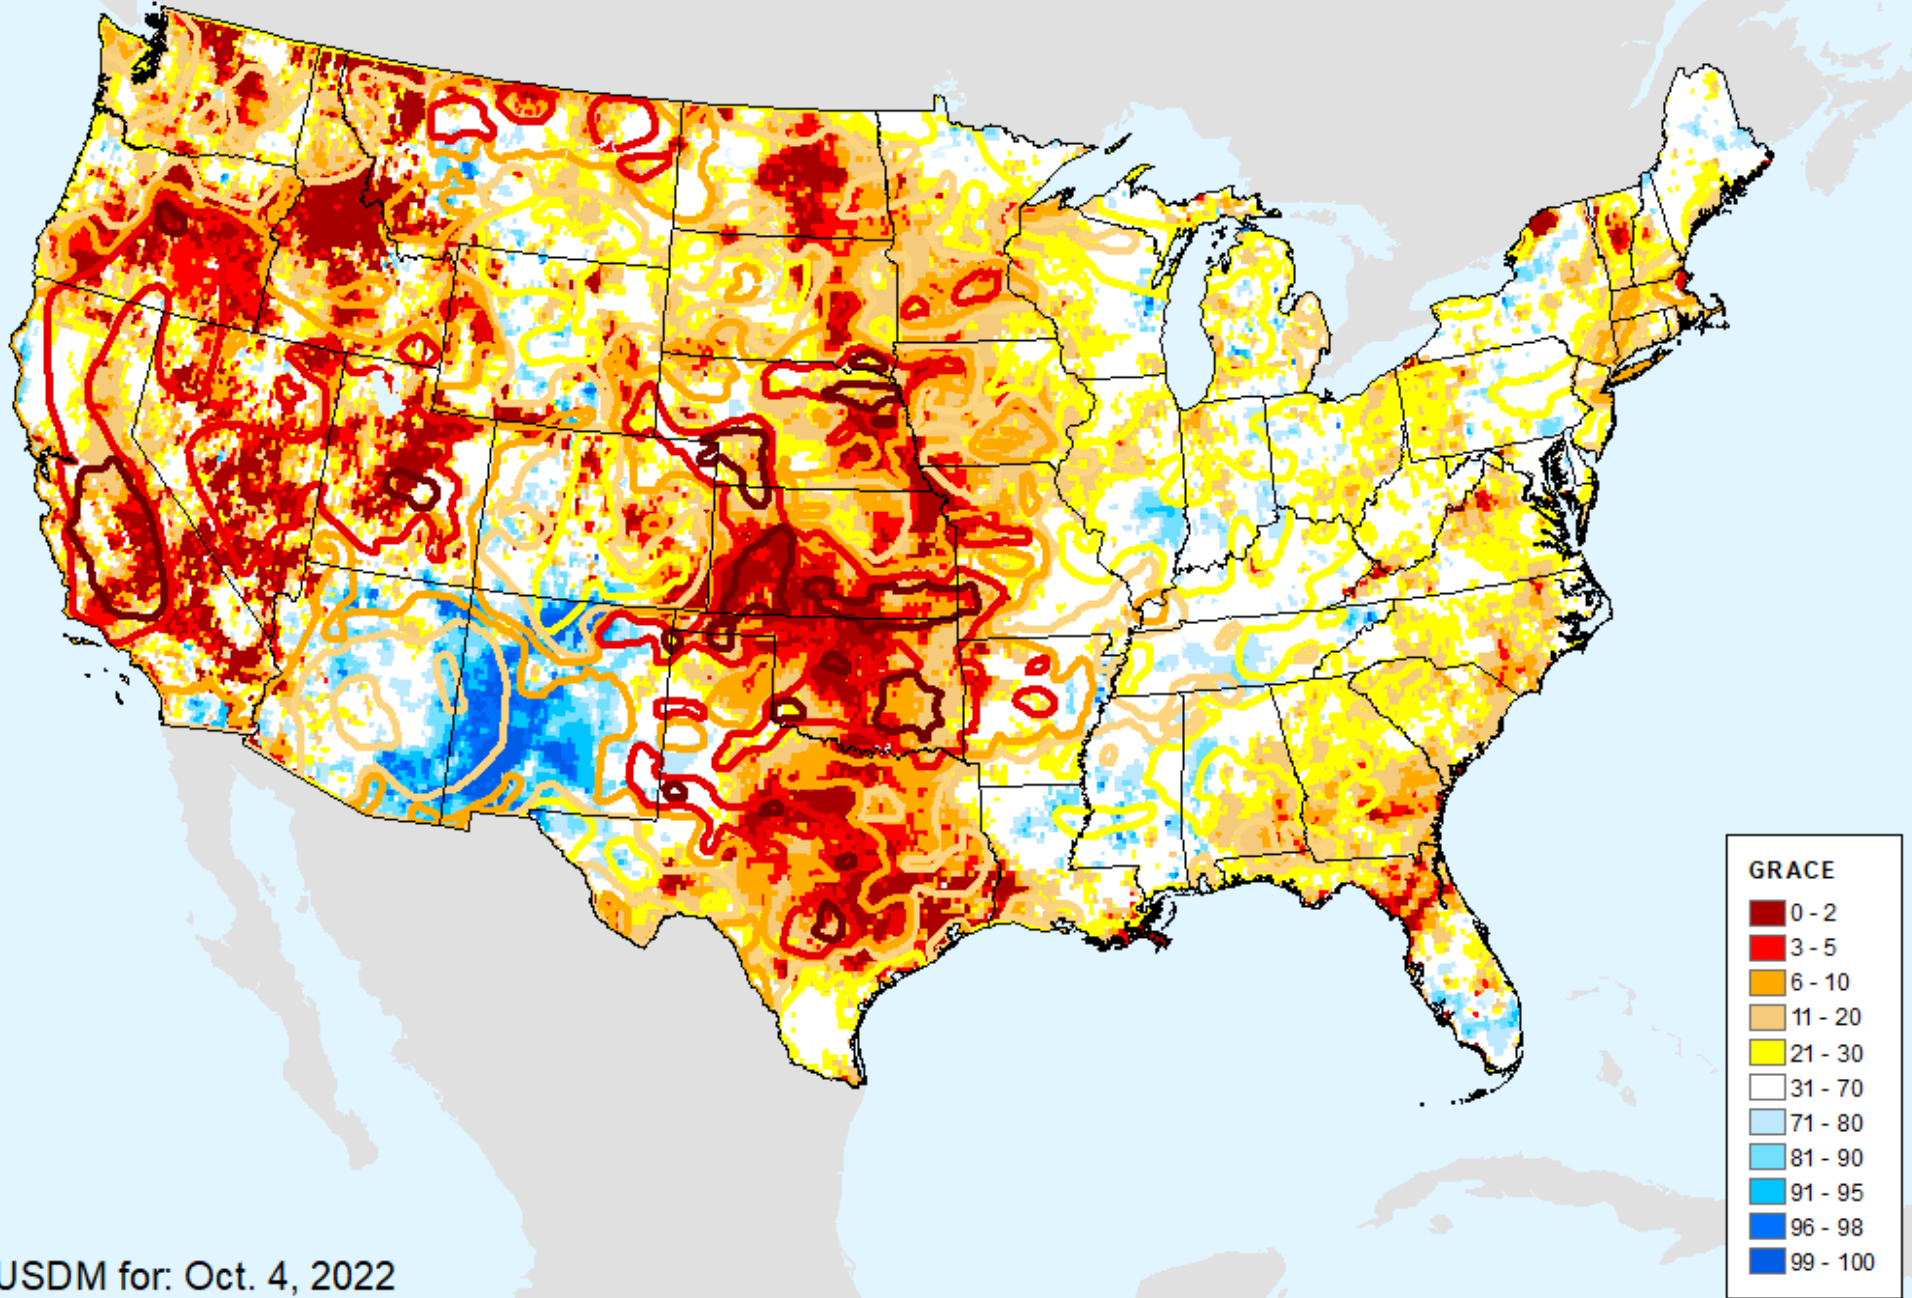 GRACE
0 - 2
3 - 5
6 - 10
11 - 20
21 - 30
31 - 70
71 - 80
81 - 90
91 - 95
96 - 98
99 - 100
USDM for: Oct. 4, 2022